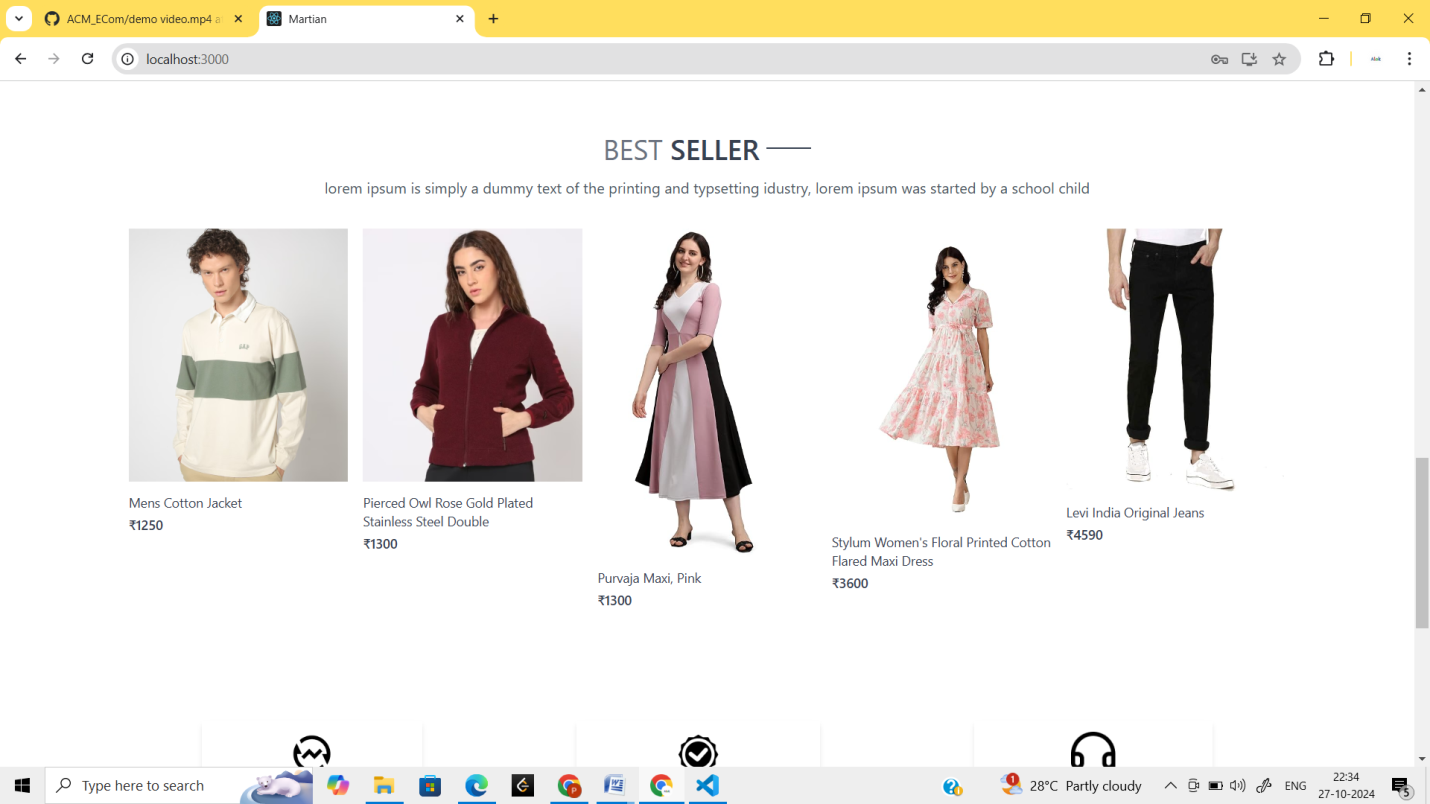 ACM_ECom/demo video.mp4 a
Martian
localhost:3000
BEST SELLER
lorem ipsum is simply a dummy text of the printing and typsetting idustry, lorem ipsum was started by a school child
GAP
Mens Cotton Jacket
₹1250
Pierced Owl Rose Gold Plated
Stainless Steel Double
₹1300
Purvaja Maxi, Pink
₹1300
Stylum Women's Floral Printed Cotton
Flared Maxi Dress
₹3600
Levi India Original Jeans
₹4590
Type here to search
1
28°C Partly cloudy
ENG
22:34
27-10-2024
5